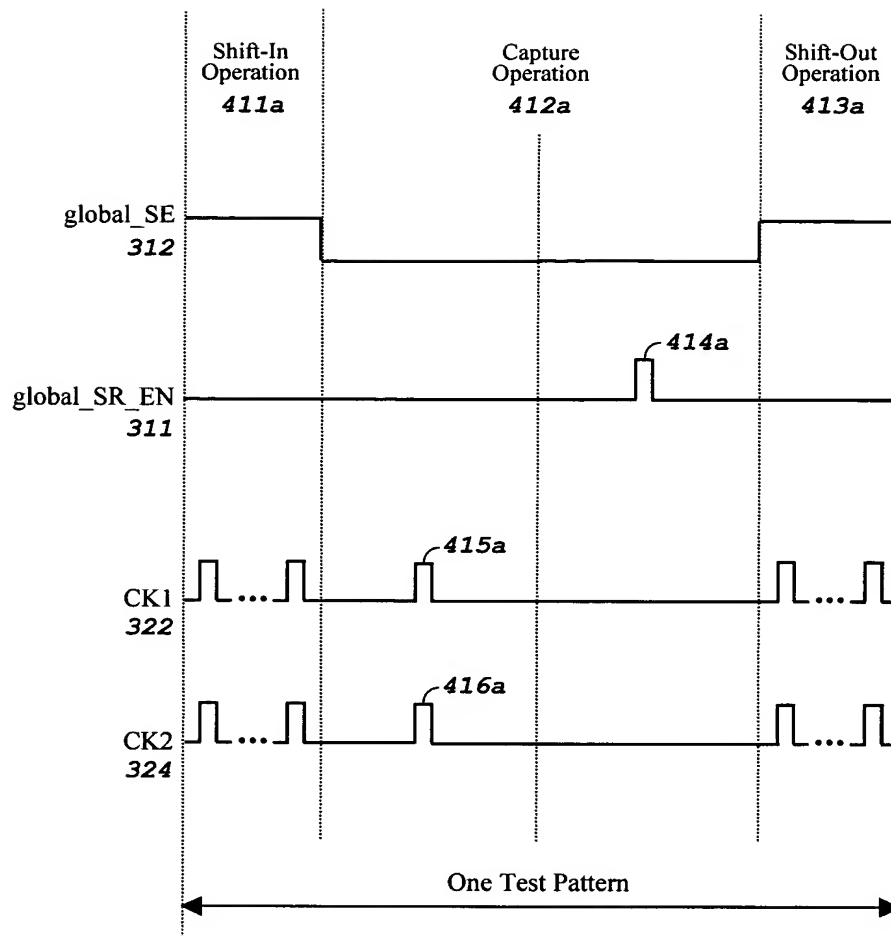 Shift-In
Operation
411a
Capture
Operation
412a
Shift-Out
Operation
413a
global_SE
312
414a
global_SR_EN
311
415a
CK1
322
416a
CK2
324
One Test Pattern